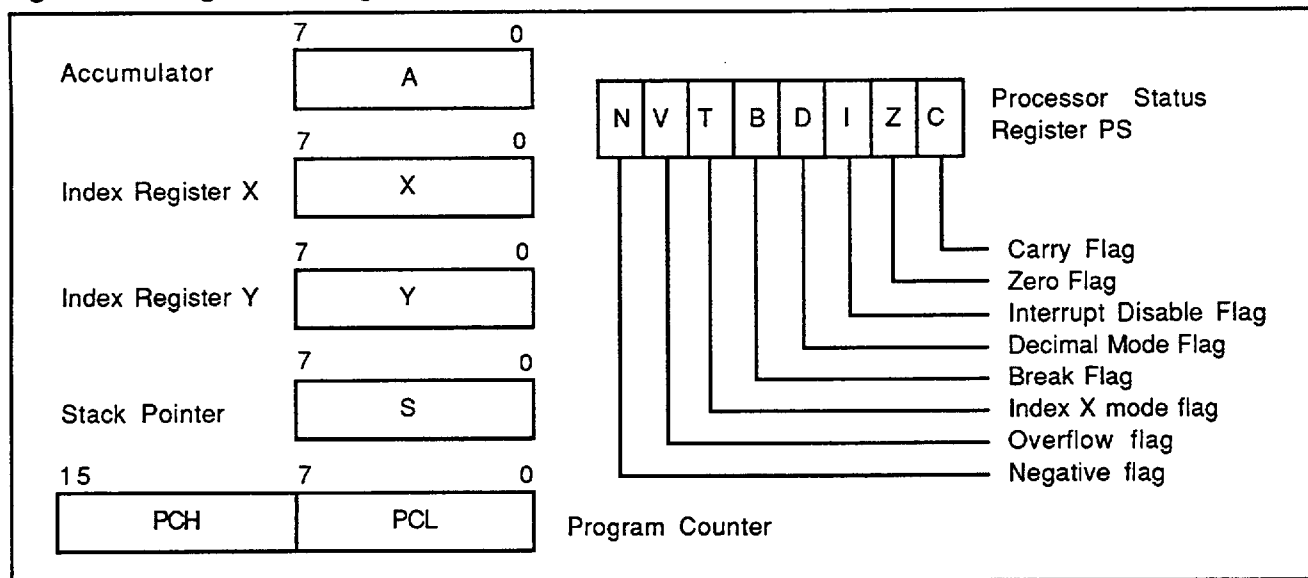 7 0
Accumulator
A
7 0
Index Register X
X
7 0
Index Register Y
Y
7 0
Stack Pointer
S
15 7 0
PCH PCL
Program Counter
N V T B D I Z C
Processor Status
Register PS
Carry Flag
Zero Flag
Interrupt Disable Flag
Decimal Mode Flag
Break Flag
Index X mode flag
Overflow flag
Negative flag